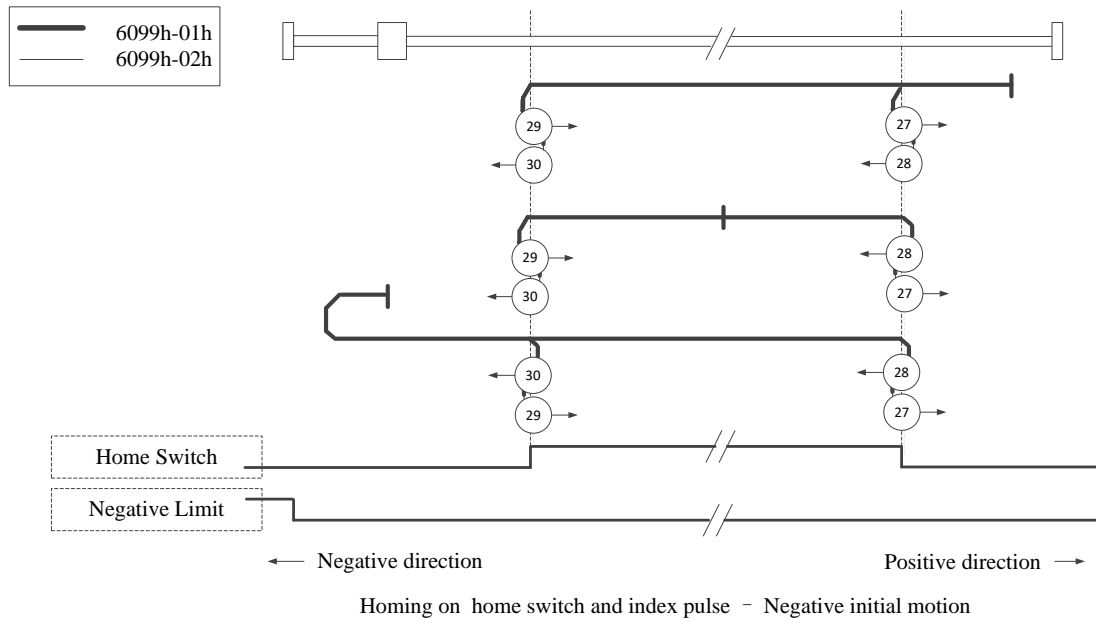 6099h-01h
6099h-02h
29
27
30
28
29
28
30
27
30
28
29
27
Home Switch
Negative Limit
Negative direction
Positive direction
Homing on home switch and index pulse - Negative initial motion